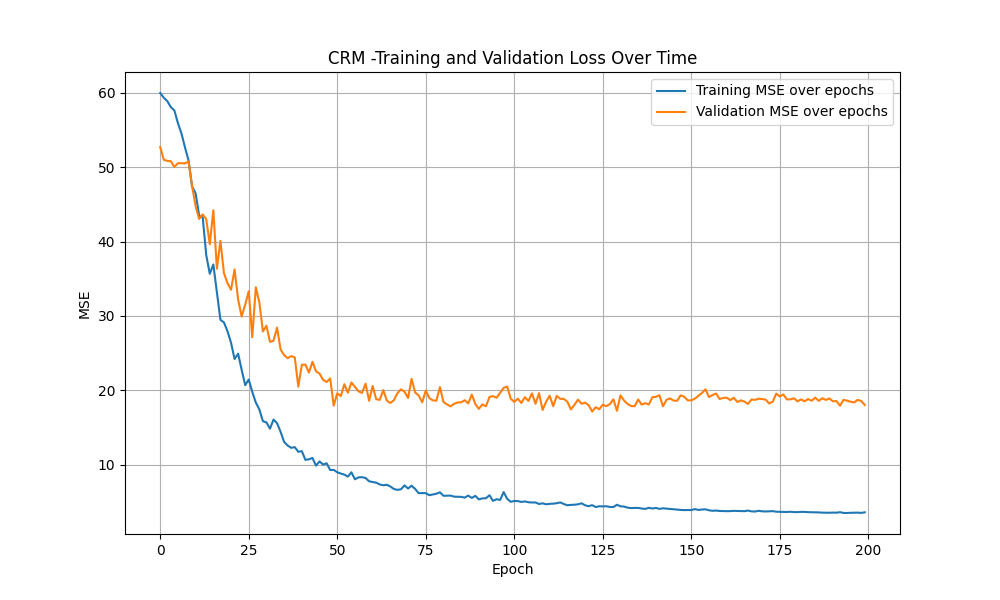 CRM -Training and Validation Loss Over Time
Training MSE over epochs
Validation MSE over epochs
MSE
60
50
40
30
20
10
0 25 50 75 100 125 150 175 200
Epoch